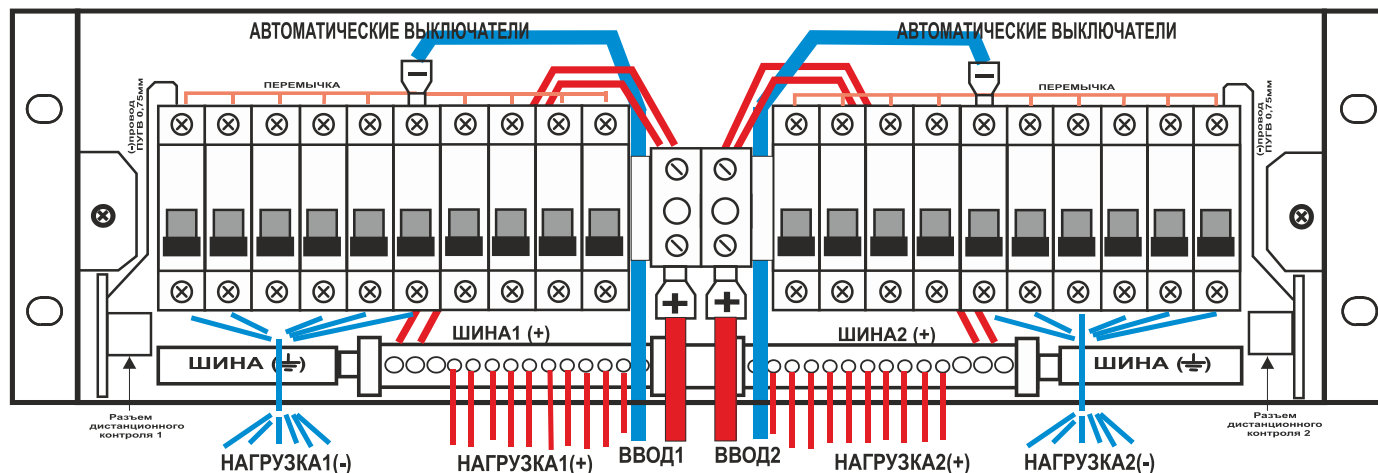 АВТОМАТИЧЕСКИЕ ВЫКЛЮЧАТЕЛИ
АВТОМАТИЧЕСКИЕ ВЫКЛЮЧАТЕЛИ
(-)провод
ПУГВ 0,75мм
ПЕРЕМЫЧКА
ПЕРЕМЫЧКА
(-)провод
ПУГВ 0,75мм
−
−
+
+
ШИНА1 (+)
ШИНА2 (+)
ШИНА (⏚)
ШИНА (⏚)
Разъем
дистанционного
контроля 1
Разъем
дистанционного
контроля 2
НАГРУЗКА1(-)
НАГРУЗКА1(+)
ВВОД1
ВВОД2
НАГРУЗКА2(+)
НАГРУЗКА2(-)